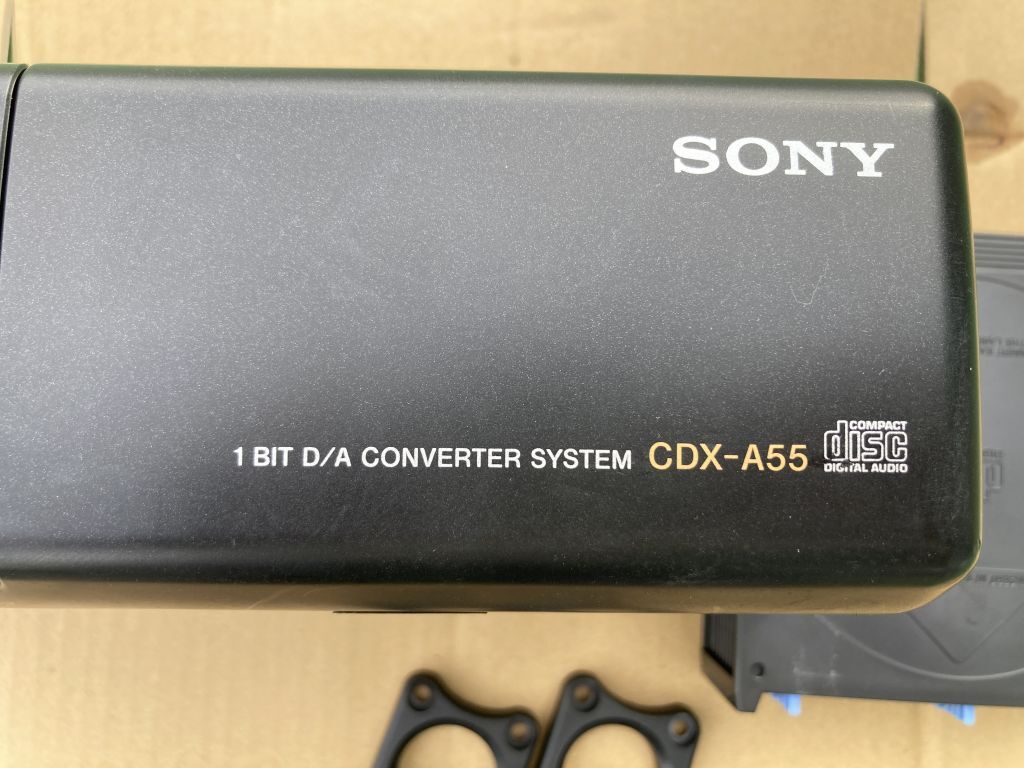 SONY
1 BIT D/A CONVERTER SYSTEM CDX-A55
COMPACT
disc
DIGITAL AUDIO